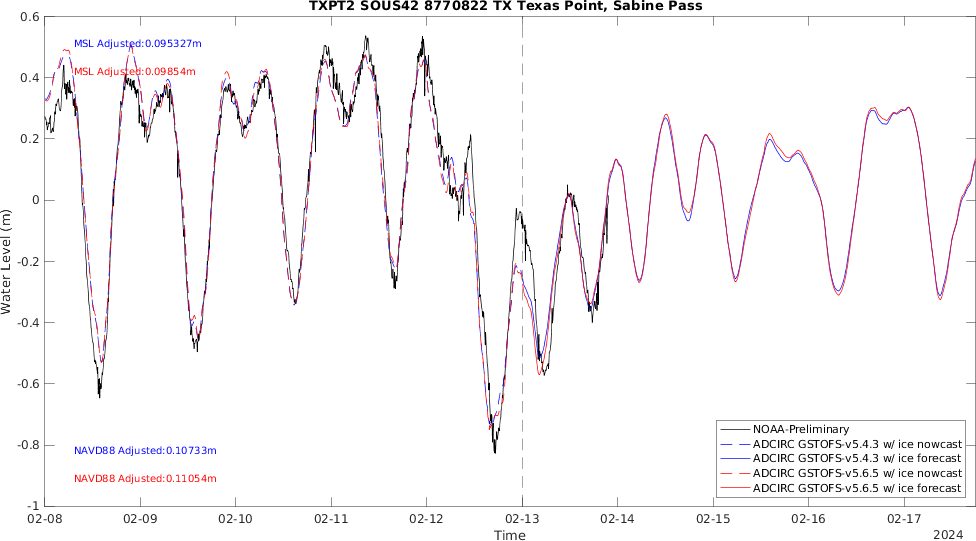 TXPT2 SOUS42 8770822 TX Texas Point, Sabine Pass
0.6
0.4
0.2
0
-0.2
-0.4
-0.6
-0.8
-1
Water Level (m)
MSL Adjusted:0.095327m
MSL Adjusted:0.09854m
NAVD88 Adjusted:0.10733m
NAVD88 Adjusted:0.11054m
NOAA-Preliminary
ADCIRC GSTOFS-v5.4.3 w/ ice nowcast
ADCIRC GSTOFS-v5.4.3 w/ ice forecast
ADCIRC GSTOFS-v5.6.5 w/ ice nowcast
ADCIRC GSTOFS-v5.6.5 w/ ice forecast
02-08 02-09 02-10 02-11 02-12 02-13 02-14 02-15 02-16 02-17
Time
2024